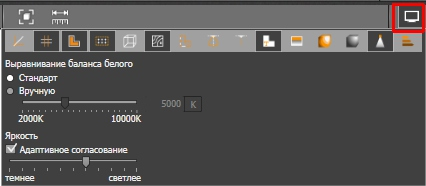 Выравнивание баланса белого
Стандарт
Вручную
5000 K
2000K 10000K
Яркость
Адаптивное согласование
темнее светлее